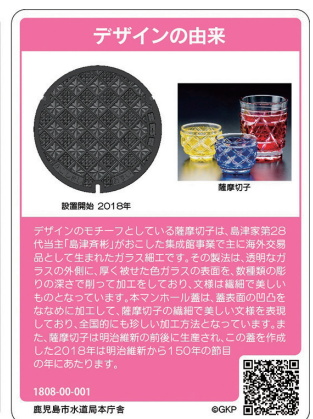 デザインの由来
薩摩切子
設置開始 2018年
デザインのモチーフとしている薩摩切子は、島津家第28
代当主「島津斉彬」がおこした集成館事業で主に海外交易
品として生まれたガラス細工です。その製法は、透明なガ
ラスの外側に、厚く被せた色ガラスの表面を、数種類の彫
りの深さで削って加工をしており、文様は繊細で美しい
ものとなっています。本マンホール蓋は、蓋表面の凹凸を
ななめに加工して、薩摩切子の繊細で美しい文様を表現
しており、全国的にも珍しい加工方法となっています。ま
た、薩摩切子は明治維新の前後に生産され、この蓋を作成
した2018年は明治維新から150年の節目
の年にあたります。
1808-00-001
鹿児島市水道局本庁舎
©GKP